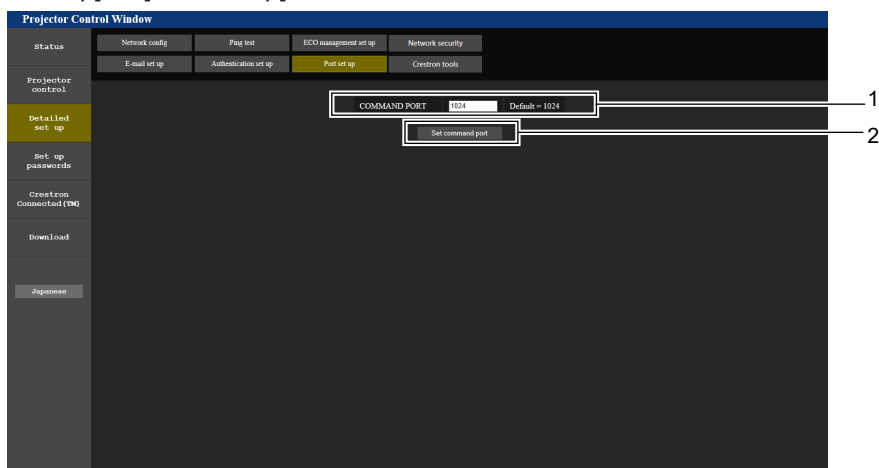 Projector Control Window
Status
Network config
Ping test
ECO management set up
Network security
E-mail set up
Authentication set up
Port set up
Crestron tools
Projector
control
Detailed
set up
Set up
passwords
Crestron
Connected(TM)
Download
Japanese
COMMAND PORT 1024 Default = 1024
Set command port
1
2